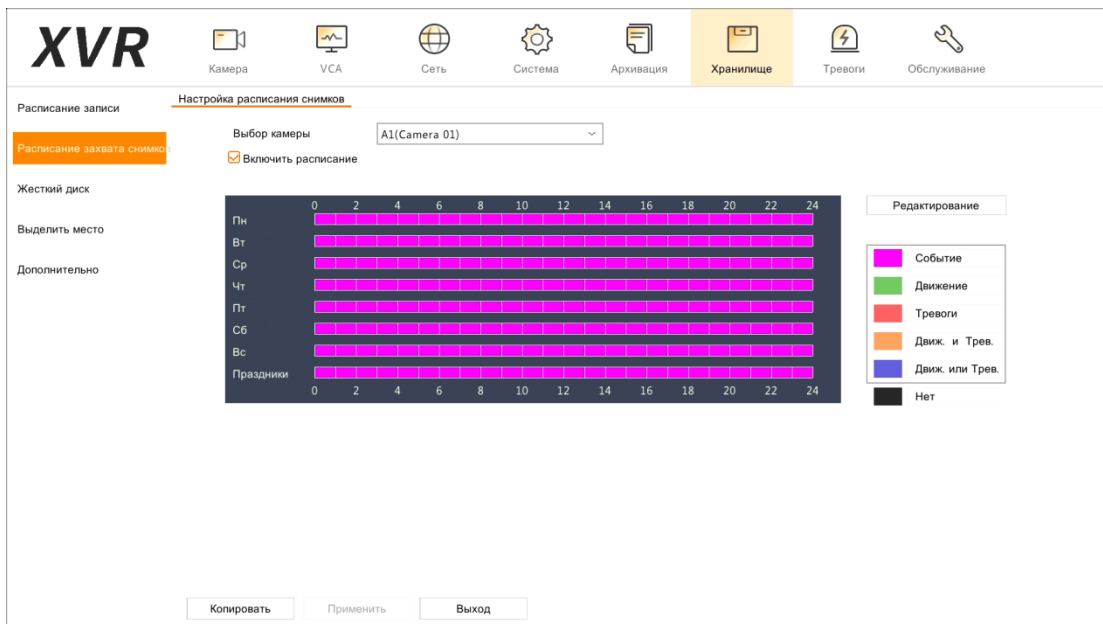 XVR
Камера VCA Сеть Система Архивация Хранилище Тревоги Обслуживание
Настройка расписания снимков
Расписание записи
Расписание захвата снимков
Жесткий диск
Выделить место
Дополнительно
Выбор камеры A1(Camera 01)
Включить расписание
0 2 4 6 8 10 12 14 16 18 20 22 24
Пн
Вт
Ср
Чт
Пт
Сб
Вс
Праздники
0 2 4 6 8 10 12 14 16 18 20 22 24
Редактирование
Событие
Движение
Тревоги
Движ. и Трев.
Движ. или Трев.
Нет
Копировать Применить Выход